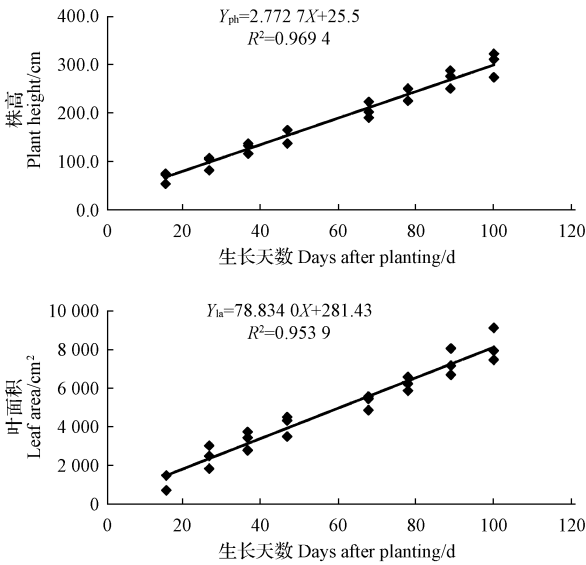 Yph=2.772 7X+25.5
R²=0.969 4
400.0
300.0
200.0
100.0
0.0
株高
Plant height/cm
0 20 40 60 80 100 120
生长天数 Days after planting/d
Yla=78.834 0X+281.43
R²=0.953 9
10 000
8 000
6 000
4 000
2 000
0
叶面积
Leaf area/cm²
0 20 40 60 80 100 120
生长天数 Days after planting/d